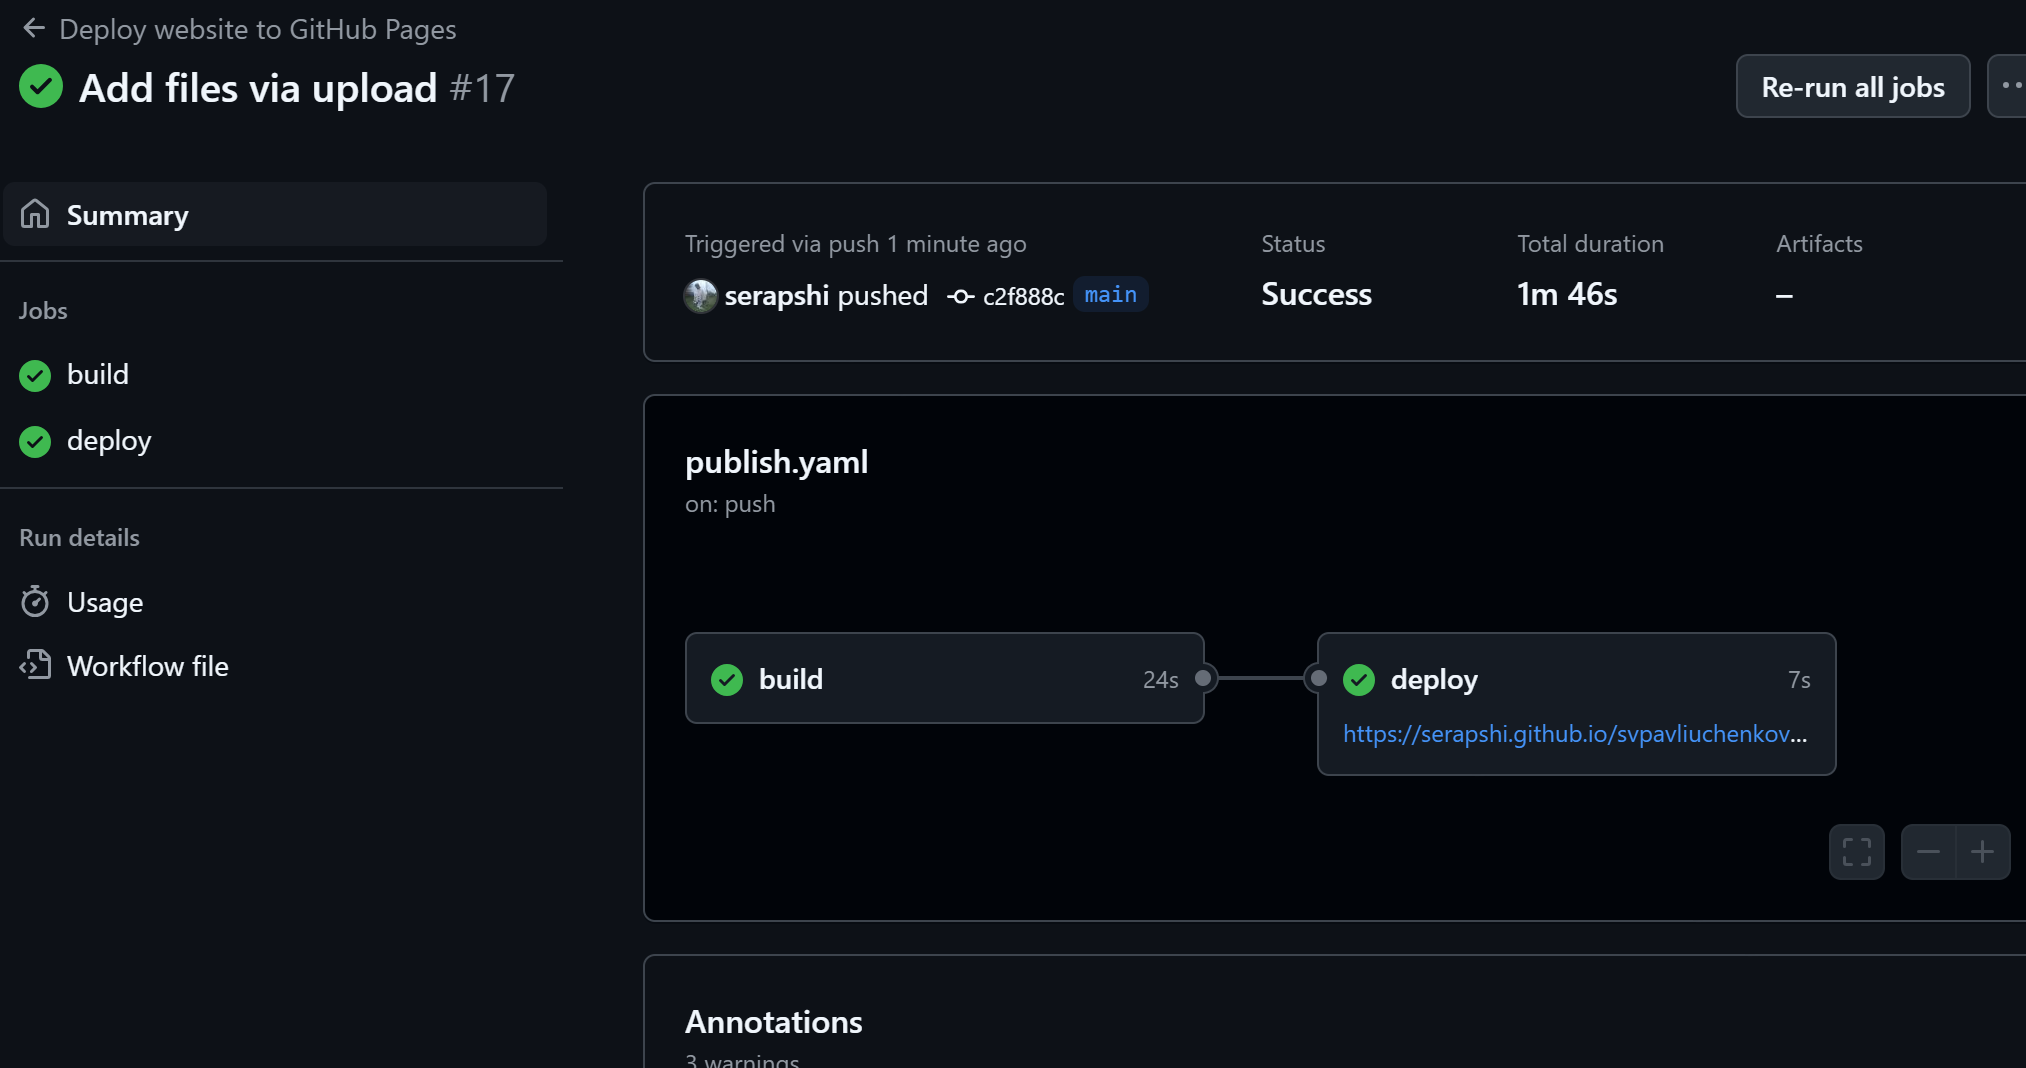 Deploy website to GitHub Pages
Add files via upload #17
Re-run all jobs
Summary
Jobs
build
deploy
Run details
Usage
Workflow file
Triggered via push 1 minute ago
serapshi pushed c2f888c main
Status
Success
Total duration
1m 46s
Artifacts
–
publish.yaml
on: push
build 24s
deploy 7s
https://serapshi.github.io/svpavliuchenkov...
Annotations
3 warnings